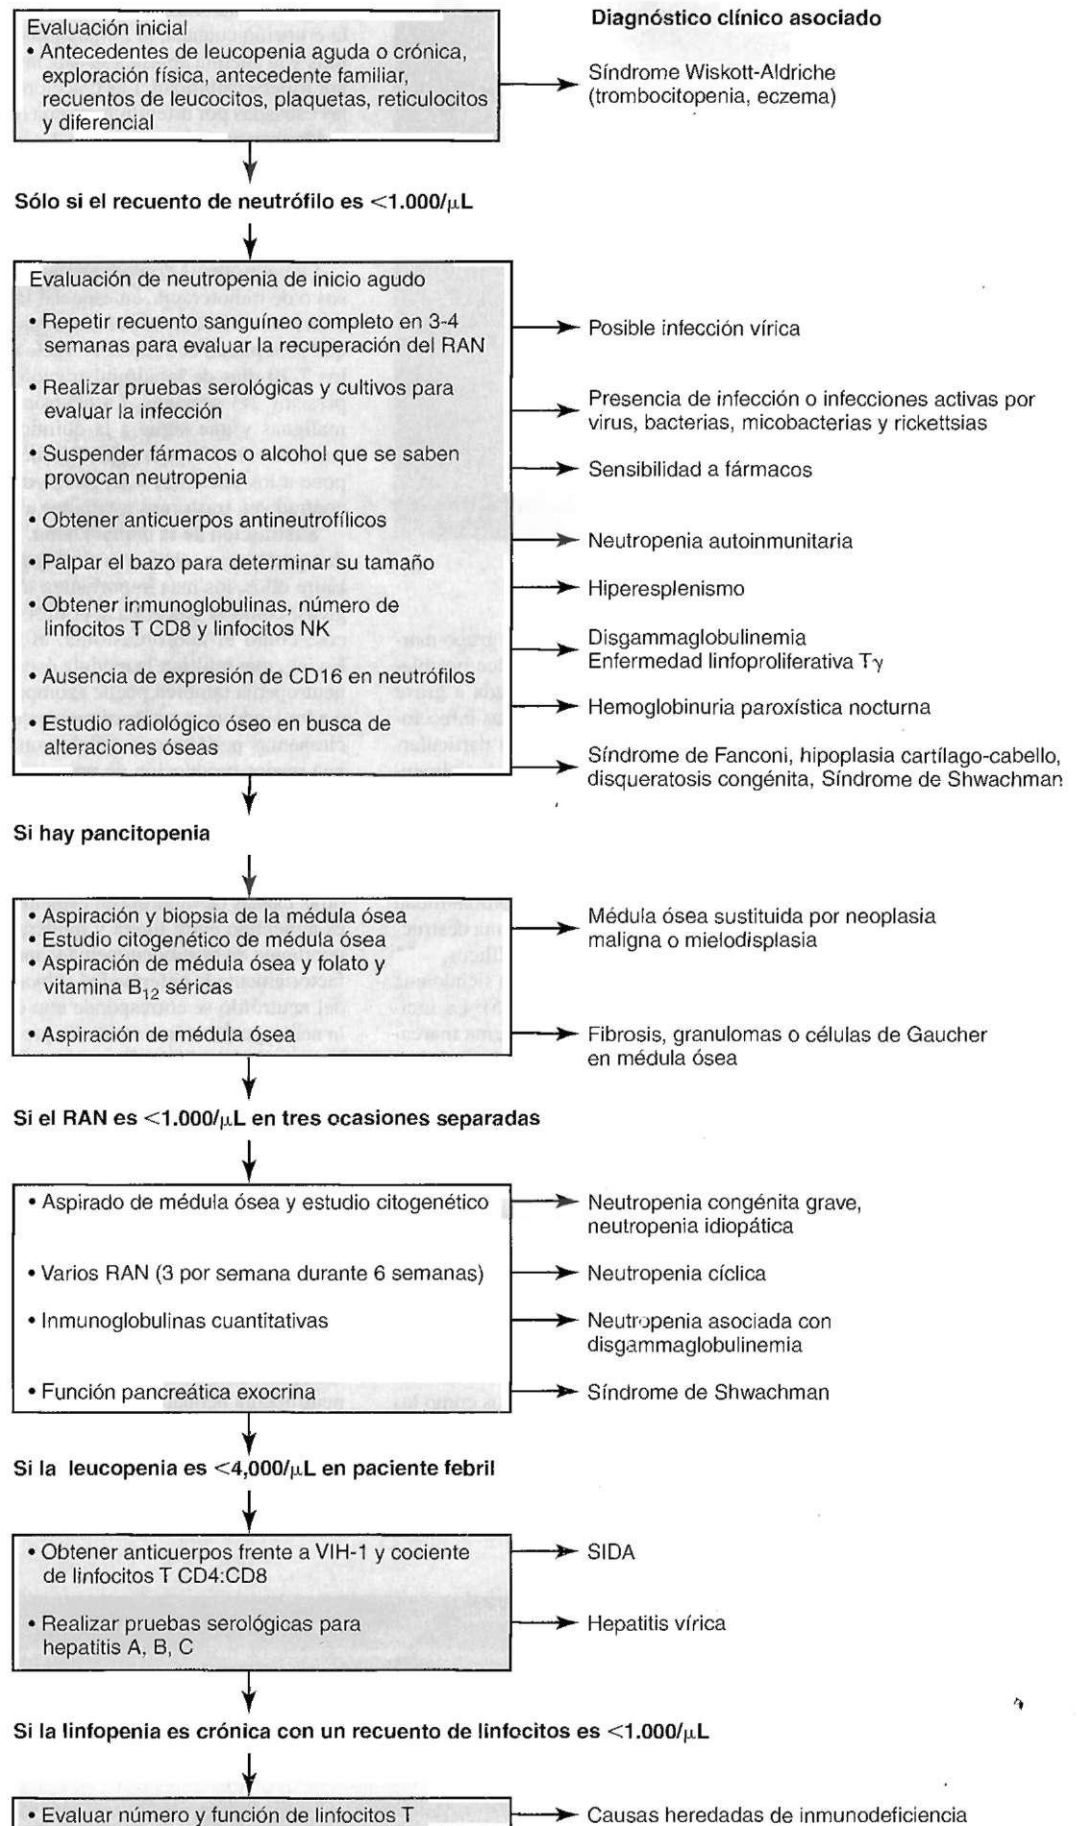 Diagnóstico clínico asociado
Evaluación inicial
• Antecedentes de leucopenia aguda o crónica,
exploración física, antecedente familiar,
recuentos de leucocitos, plaquetas, reticulocitos
y diferencial
Síndrome Wiskott-Aldriche
(trombocitopenia, eczema)
Sólo si el recuento de neutrófilo es <1.000/μL
Evaluación de neutropenia de inicio agudo
• Repetir recuento sanguíneo completo en 3-4
semanas para evaluar la recuperación del RAN
Posible infección vírica
• Realizar pruebas serológicas y cultivos para
evaluar la infección
Presencia de infección o infecciones activas por
virus, bacterias, micobacterias y rickettsias
• Suspender fármacos o alcohol que se saben
provocan neutropenia
Sensibilidad a fármacos
• Obtener anticuerpos antineutrofílicos
Neutropenia autoinmunitaria
• Palpar el bazo para determinar su tamaño
Hiperesplenismo
• Obtener inmunoglobulinas, número de
linfocitos T CD8 y linfocitos NK
Disgammaglobulinemia
Enfermedad linfoproliferativa Tγ
• Ausencia de expresión de CD16 en neutrófilos
Hemoglobinuria paroxística nocturna
• Estudio radiológico óseo en busca de
alteraciones óseas
Síndrome de Fanconi, hipoplasia cartílago-cabello,
disqueratosis congénita, Síndrome de Shwachman
Si hay pancitopenia
• Aspiración y biopsia de la médula ósea
• Estudio citogenético de médula ósea
• Aspiración de médula ósea y folato y
vitamina B12 séricas
Médula ósea sustituida por neoplasia
maligna o mielodisplasia
• Aspiración de médula ósea
Fibrosis, granulomas o células de Gaucher
en médula ósea
Si el RAN es <1.000/μL en tres ocasiones separadas
• Aspirado de médula ósea y estudio citogenético
Neutropenia congénita grave,
neutropenia idiopática
• Varios RAN (3 por semana durante 6 semanas)
Neutropenia cíclica
• Inmunoglobulinas cuantitativas
Neutropenia asociada con
disgammaglobulinemia
• Función pancreática exocrina
Síndrome de Shwachman
Si la leucopenia es <4,000/μL en paciente febril
• Obtener anticuerpos frente a VIH-1 y cociente
de linfocitos T CD4:CD8
SIDA
• Realizar pruebas serológicas para
hepatitis A, B, C
Hepatitis vírica
Si la linfopenia es crónica con un recuento de linfocitos es <1.000/μL
• Evaluar número y función de linfocitos T
Causas heredadas de inmunodeficiencia